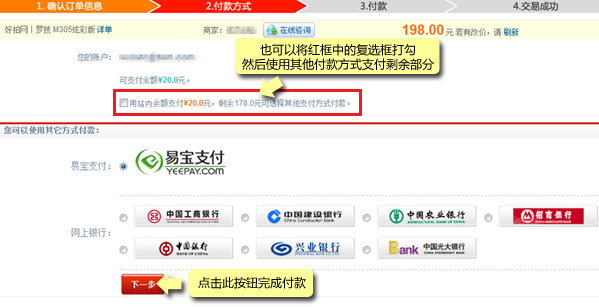 1. 确认订单信息
2.付款方式
3.付款
4.交易成功
好拍网 | 罗技 M305炫彩版 详单
商家:
在线咨询
198.00 元 若有改价，请 刷新
也可以将红框中的复选框打勾
然后使用其他付款方式支付剩余部分
您的账户:
可支付余额¥20.0元。
用站内余额支付¥20.0元，剩余178.0元可选择其他支付方式付款。
您可以使用其它方式付款:
易宝支付:
易宝支付
YEEPAY.COM
网上银行:
中国工商银行
中国建设银行
China Construction Bank
中国农业银行
AGRICULTURAL BANK OF CHINA
招商银行
中国银行
BANK OF CHINA
兴业银行
INDUSTRIAL BANK CO.,LTD.
Bank
中国光大银行
CHINA EVERBRIGHT BANK
下一步
点击此按钮完成付款